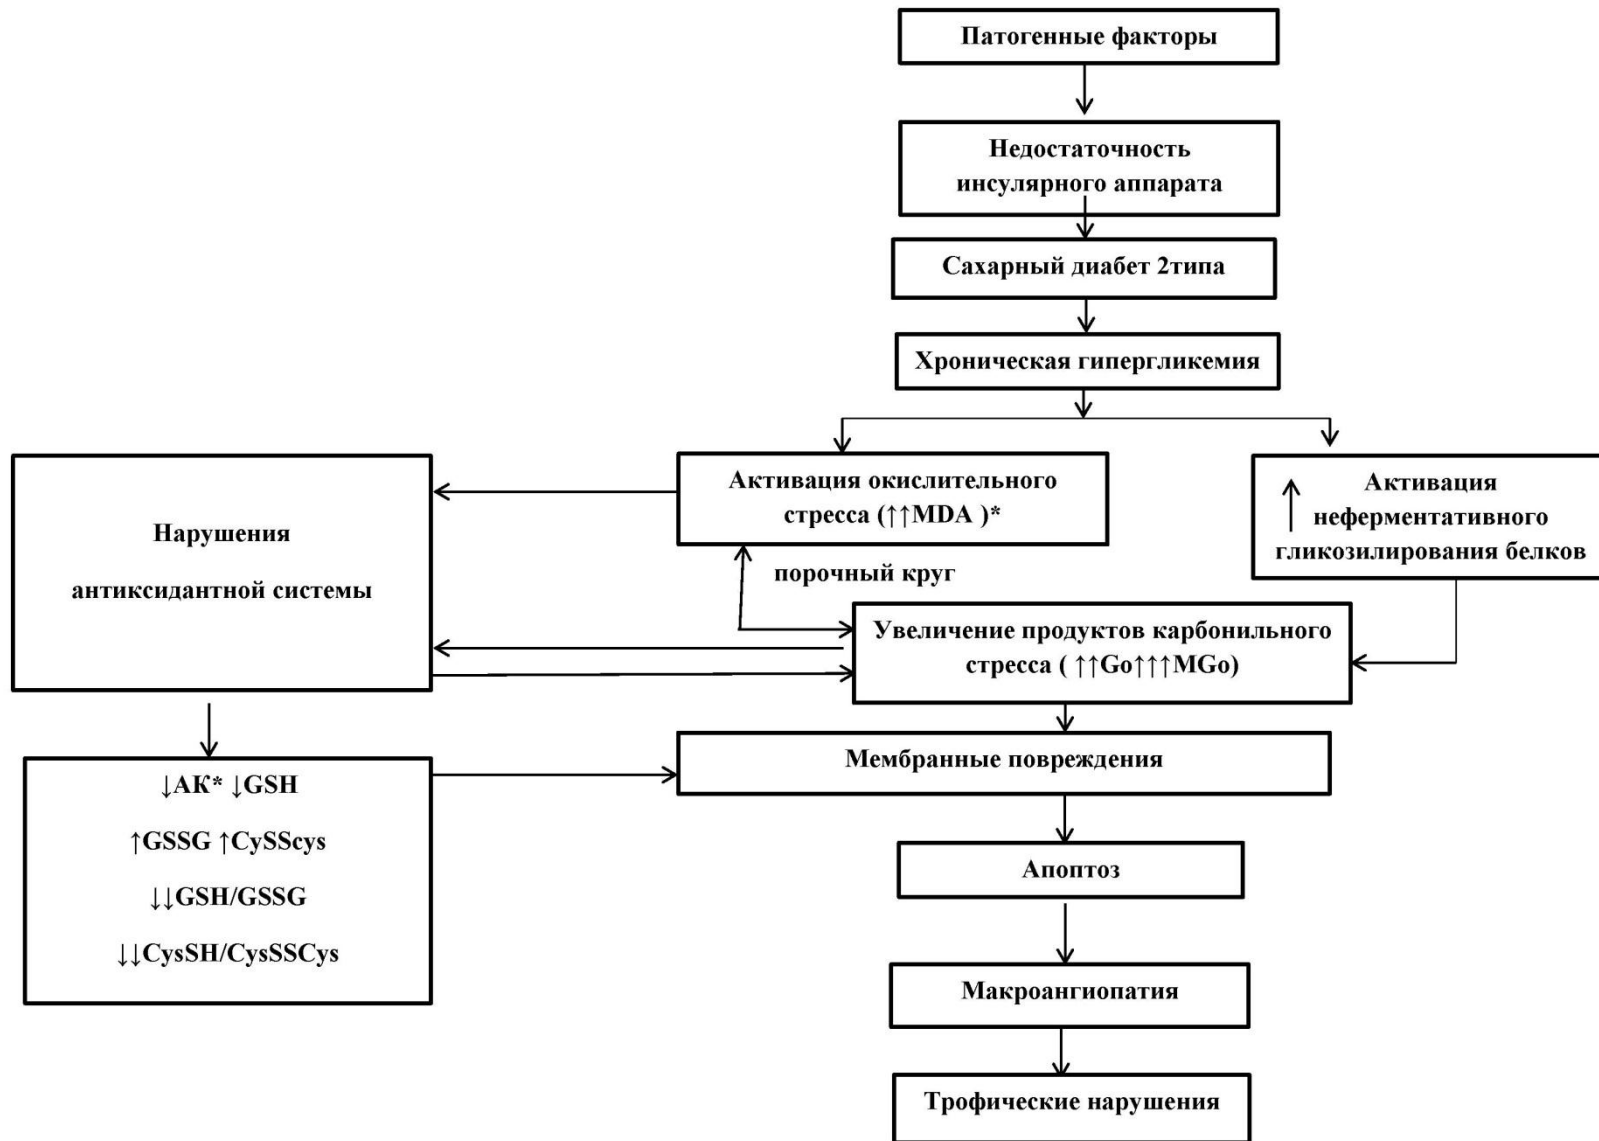 Патогенные факторы
Недостаточность
инсулярного аппарата
Сахарный диабет 2типа
Хроническая гипергликемия
Активация окислительного
стресса (↑↑MDA )*
Активация
неферментативного
гликозилирования белков
Нарушения
антиксидантной системы
порочный круг
Увеличение продуктов карбонильного
стресса ( ↑↑Go↑↑↑MGo)
Мембранные повреждения
↓АК* ↓GSH
↑GSSG ↑CySScys
↓↓GSH/GSSG
↓↓CysSH/CysSSCys
Апоптоз
Макроангиопатия
Трофические нарушения